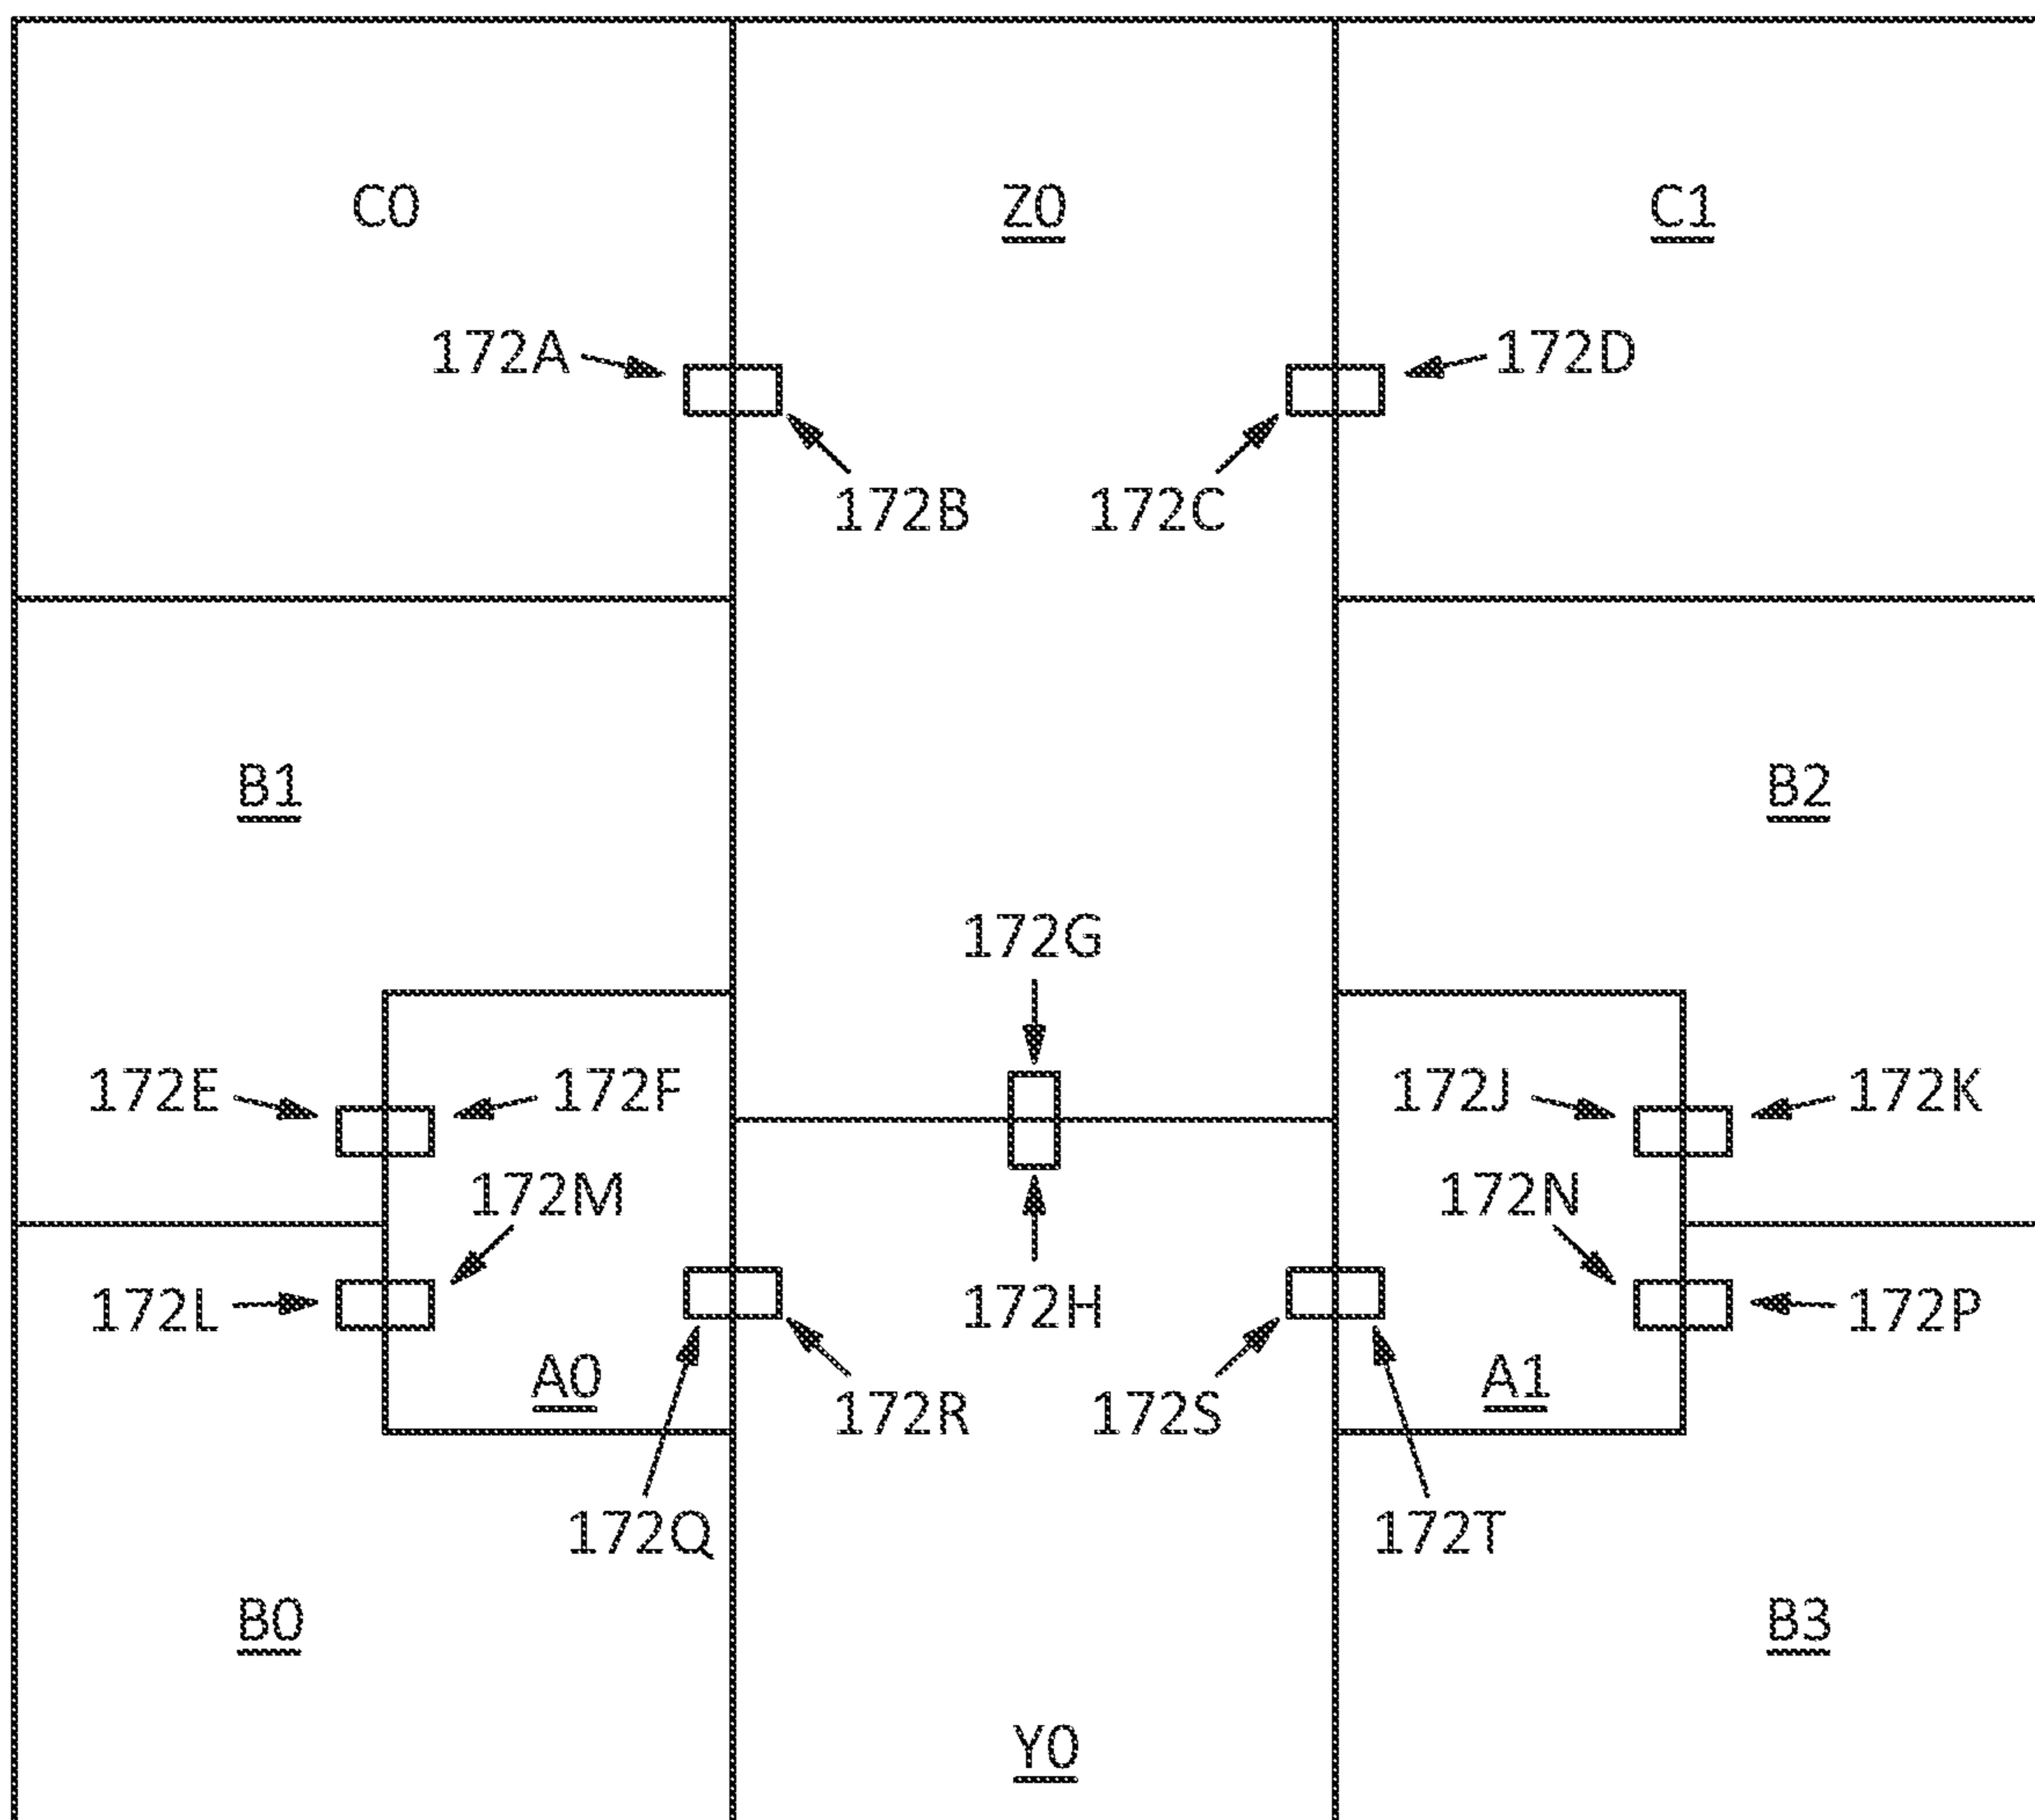 C0 Z0 C1
172A 172D
172B 172C
B1 B2
172G
172E 172F 172J 172K
172M 172N
172L 172H 172P
A0 A1
172R 172S
172Q 172T
B0 B3
Y0